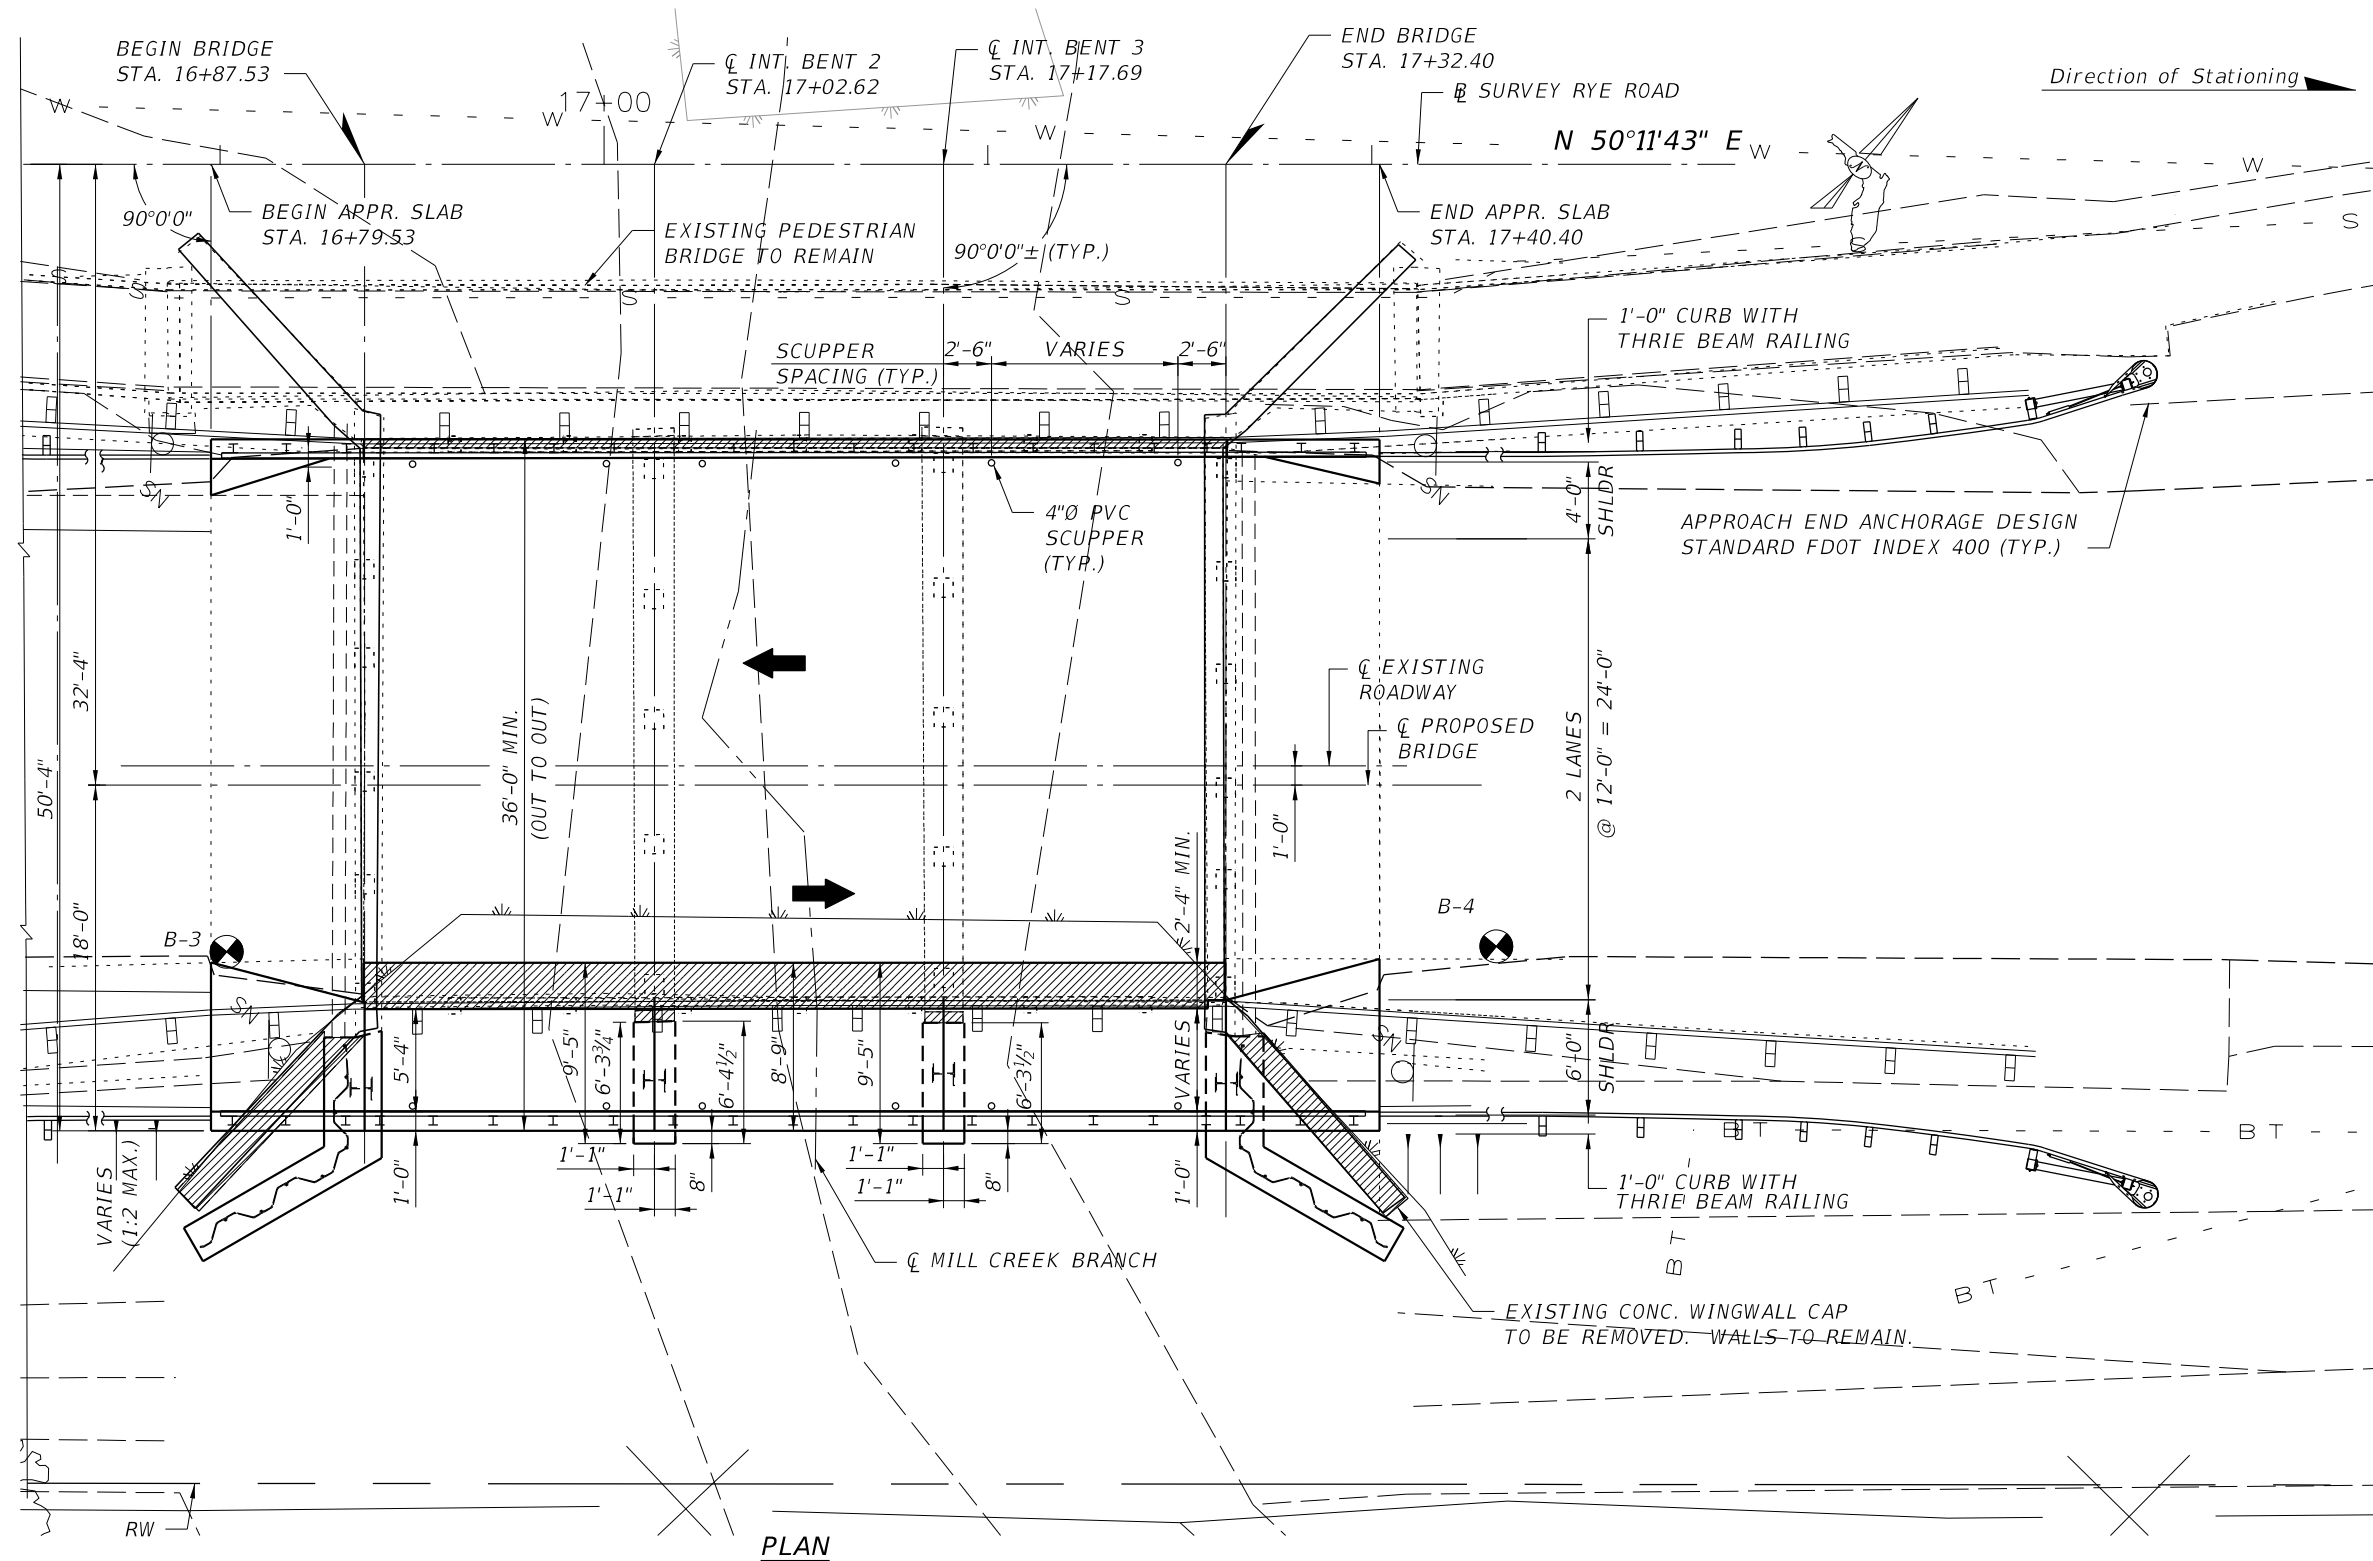 BEGIN BRIDGE
STA. 16+87.53
℄ INT. BENT 2
STA. 17+02.62
℄ INT. BENT 3
STA. 17+17.69
END BRIDGE
STA. 17+32.40
Direction of Stationing
SURVEY RYE ROAD
17+00
W
W
W
N 50°11'43" E
W
W
90°0'0"
BEGIN APPR. SLAB
STA. 16+79.53
EXISTING PEDESTRIAN
BRIDGE TO REMAIN
90°0'0"± (TYP.)
END APPR. SLAB
STA. 17+40.40
N
S
S
S
S
S
S
1'-0" CURB WITH
THRIE BEAM RAILING
SCUPPER
SPACING (TYP.)
2'-6"
VARIES
2'-6"
SN
SN
1'-0"
4"Ø PVC
SCUPPER
(TYP.)
4'-0"
SHLDR
APPROACH END ANCHORAGE DESIGN
STANDARD FDOT INDEX 400 (TYP.)
50'-4"
32'-4"
36'-0" MIN.
(OUT TO OUT)
℄ EXISTING
ROADWAY
℄ PROPOSED
BRIDGE
1'-0"
2 LANES
@ 12'-0" = 24'-0"
18'-0"
2'-4" MIN.
B-3
B-4
SN
SN
5'-4"
9'-5"
6'-3¾"
6'-4½"
8'-9"
9'-5"
6'-3½"
VARIES
6'-0"
SHLDR
BT
BT
VARIES
(1:2 MAX.)
1'-0"
1'-1"
1'-1"
8"
1'-1"
1'-1"
8"
1'-0"
1'-0" CURB WITH
THRIE BEAM RAILING
BT
BT
℄ MILL CREEK BRANCH
EXISTING CONC. WINGWALL CAP
TO BE REMOVED. WALLS TO REMAIN.
RW
PLAN